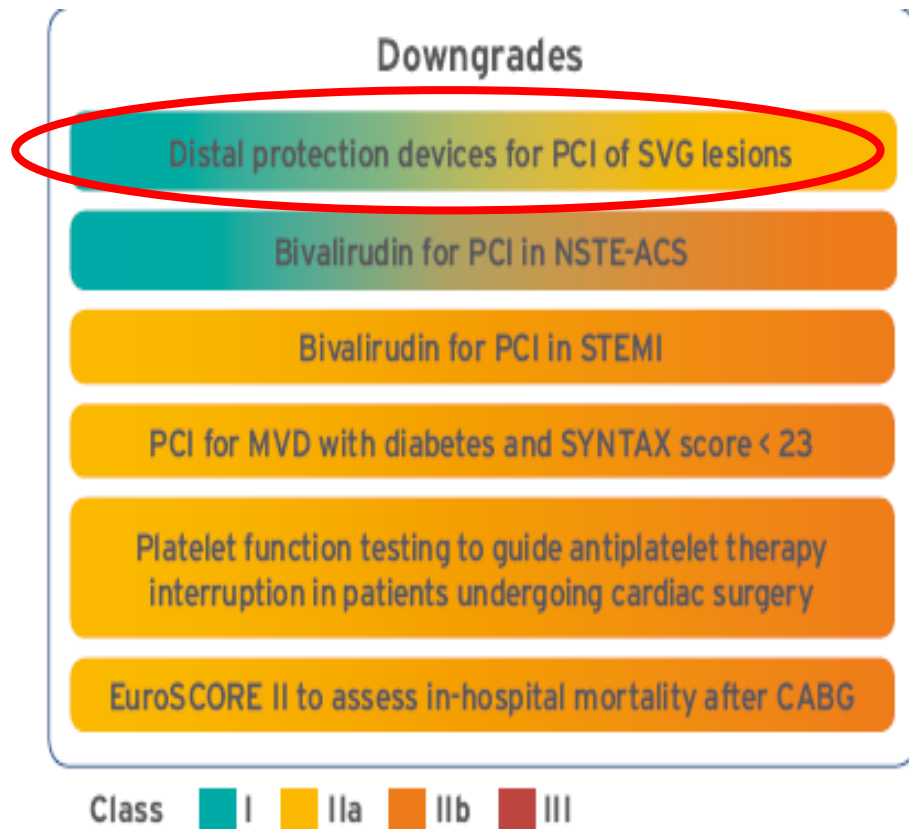 Downgrades
Distal protection devices for PCI of SVG lesions
Bivalirudin for PCI in NSTE-ACS
Bivalirudin for PCI in STEMI
PCI for MVD with diabetes and SYNTAX score < 23
Platelet function testing to guide antiplatelet therapy
interruption in patients undergoing cardiac surgery
EuroSCORE II to assess in-hospital mortality after CABG
Class I IIa IIb III